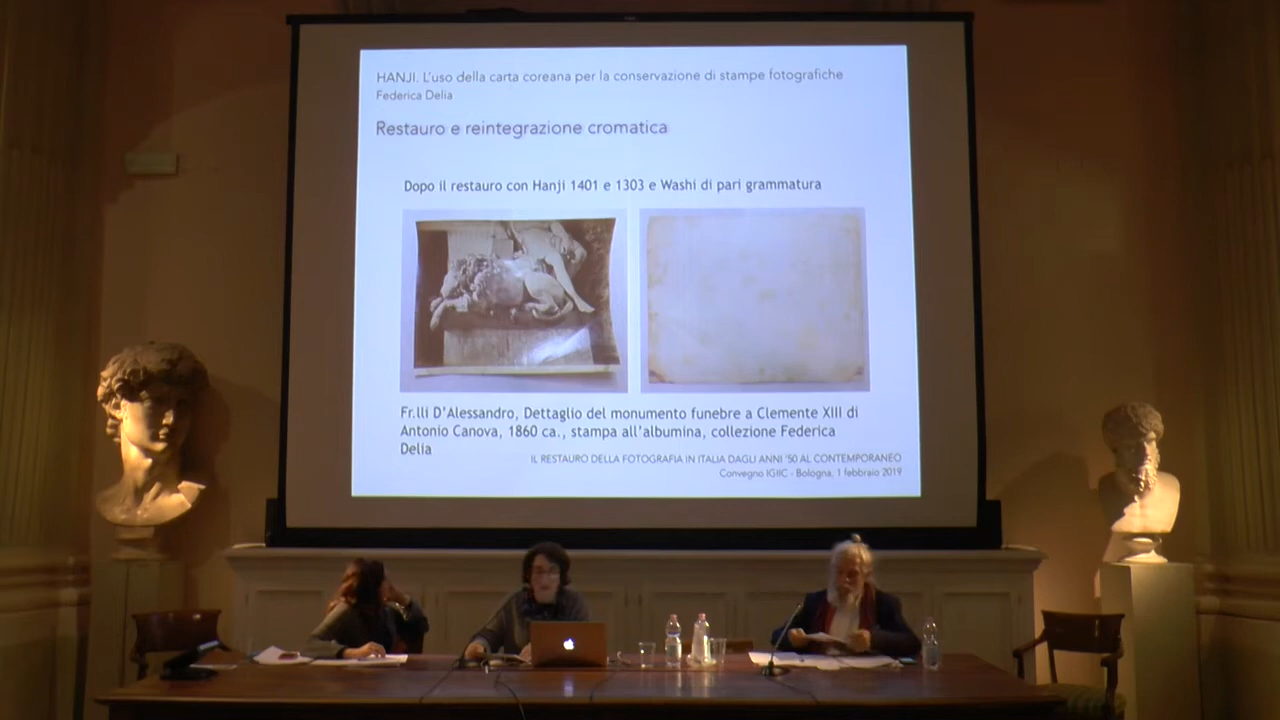 HANJI. L'uso della carta coreana per la conservazione di stampe fotografiche
Federica Delia
Restauro e reintegrazione cromatica
Dopo il restauro con Hanji 1401 e 1303 e Washi di pari grammatura
Fr.lli D'Alessandro, Dettaglio del monumento funebre a Clemente XIII di
Antonio Canova, 1860 ca., stampa all'albumina, collezione Federica
Delia
IL RESTAURO DELLA FOTOGRAFIA IN ITALIA DAGLI ANNI '50 AL CONTEMPORANEO
Convegno IGIIC - Bologna, 1 febbraio 2019